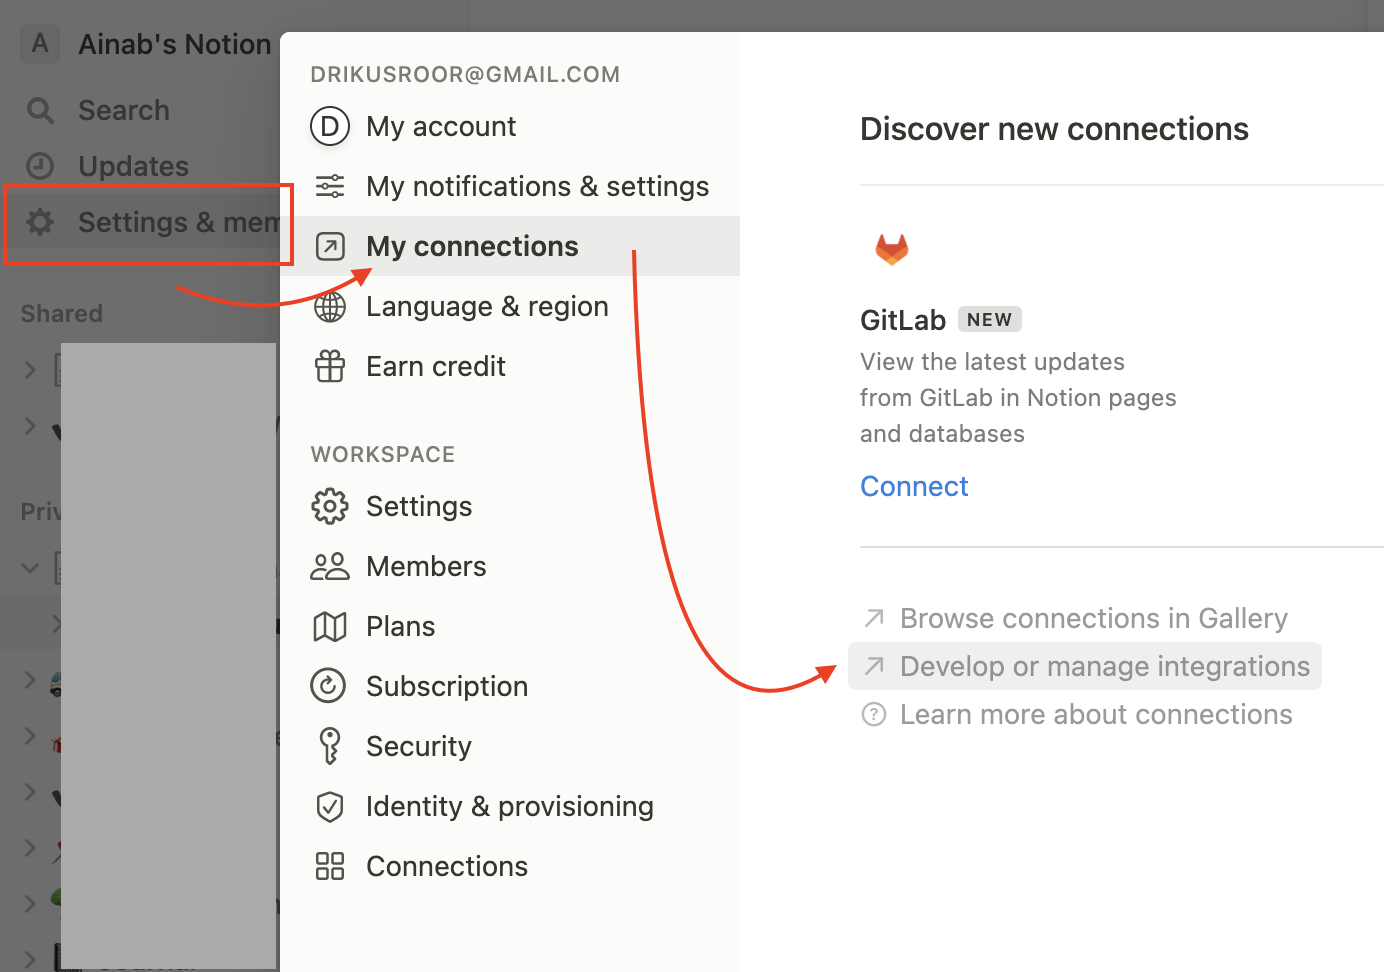 A
Ainab's Notion
Search
Updates
Settings & mem
Shared
DRIKUSROOR@GMAIL.COM
D
My account
My notifications & settings
My connections
Language & region
Earn credit
WORKSPACE
Settings
Members
Plans
Subscription
Security
Identity & provisioning
Connections
Discover new connections
GitLab NEW
View the latest updates
from GitLab in Notion pages
and databases
Connect
Browse connections in Gallery
Develop or manage integrations
? Learn more about connections